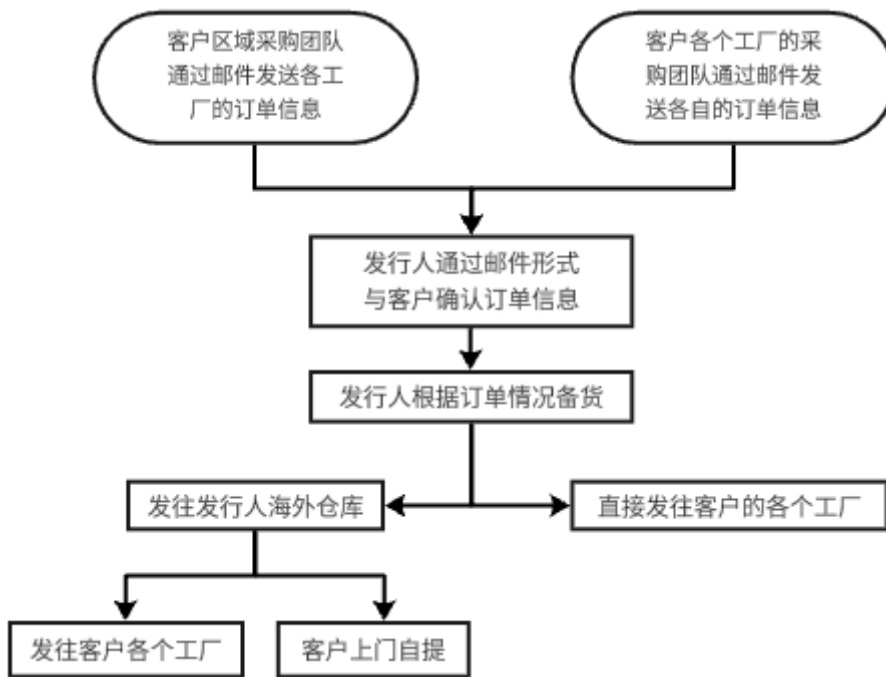 客户区域采购团队
通过邮件发送各工
厂的订单信息
客户各个工厂的采
购团队通过邮件发
送各自的订单信息
发行人通过邮件形式
与客户确认订单信息
发行人根据订单情况备货
发往发行人海外仓库
直接发往客户的各个工厂
发往客户各个工厂
客户上门自提